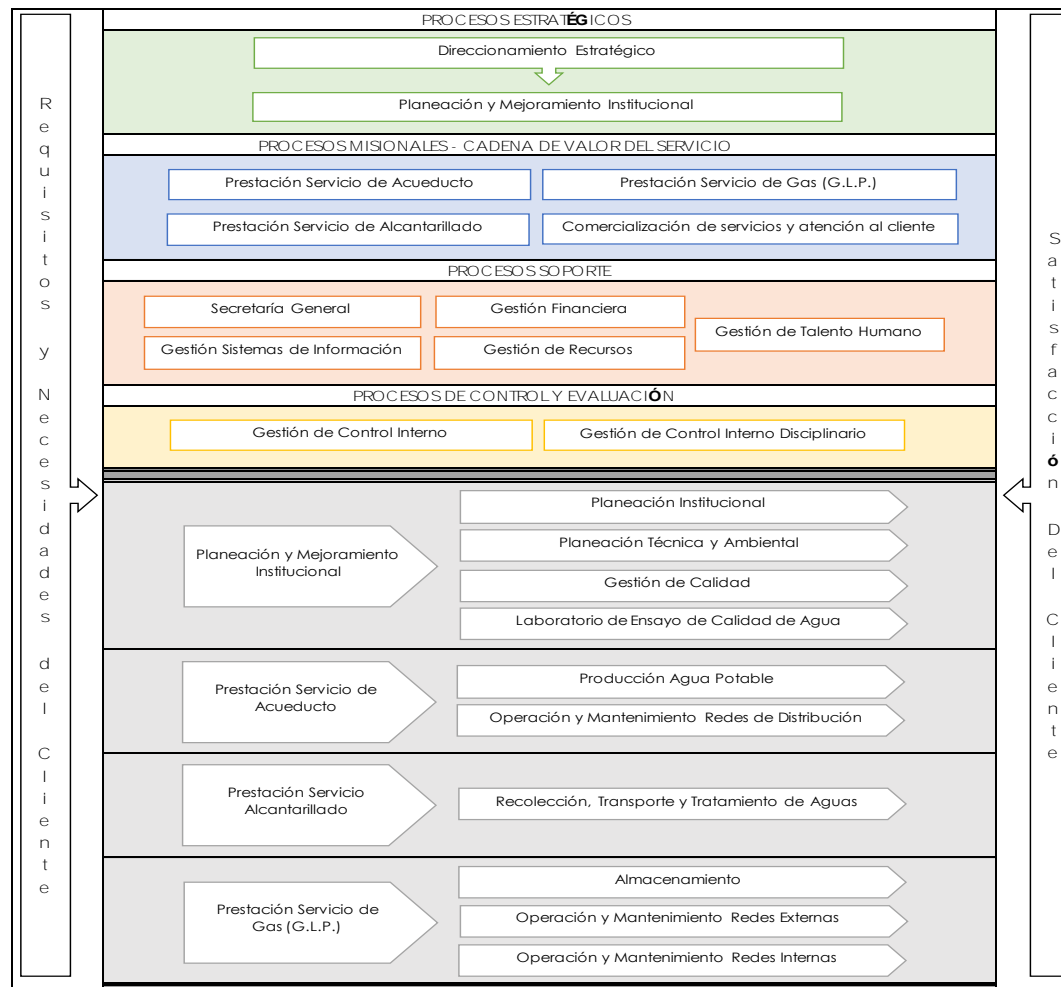 Requisitos y Necesidades del Cliente
PROCESOS ESTRATÉGICOS
Direccionamiento Estratégico
Planeación y Mejoramiento Institucional
PROCESOS MISIONALES - CADENA DE VALOR DEL SERVICIO
Prestación Servicio de Acueducto
Prestación Servicio de Gas (G.L.P.)
Prestación Servicio de Alcantarillado
Comercialización de servicios y atención al cliente
PROCESOS SOPORTE
Secretaría General
Gestión Financiera
Gestión de Talento Humano
Gestión Sistemas de Información
Gestión de Recursos
PROCESOS DE CONTROL Y EVALUACIÓN
Gestión de Control Interno
Gestión de Control Interno Disciplinario
Planeación y Mejoramiento
Institucional
Planeación Institucional
Planeación Técnica y Ambiental
Gestión de Calidad
Laboratorio de Ensayo de Calidad de Agua
Prestación Servicio de
Acueducto
Producción Agua Potable
Operación y Mantenimiento Redes de Distribución
Prestación Servicio
Alcantarillado
Recolección, Transporte y Tratamiento de Aguas
Prestación Servicio de
Gas (G.L.P.)
Almacenamiento
Operación y Mantenimiento Redes Externas
Operación y Mantenimiento Redes Internas
Satisfacción Del Cliente